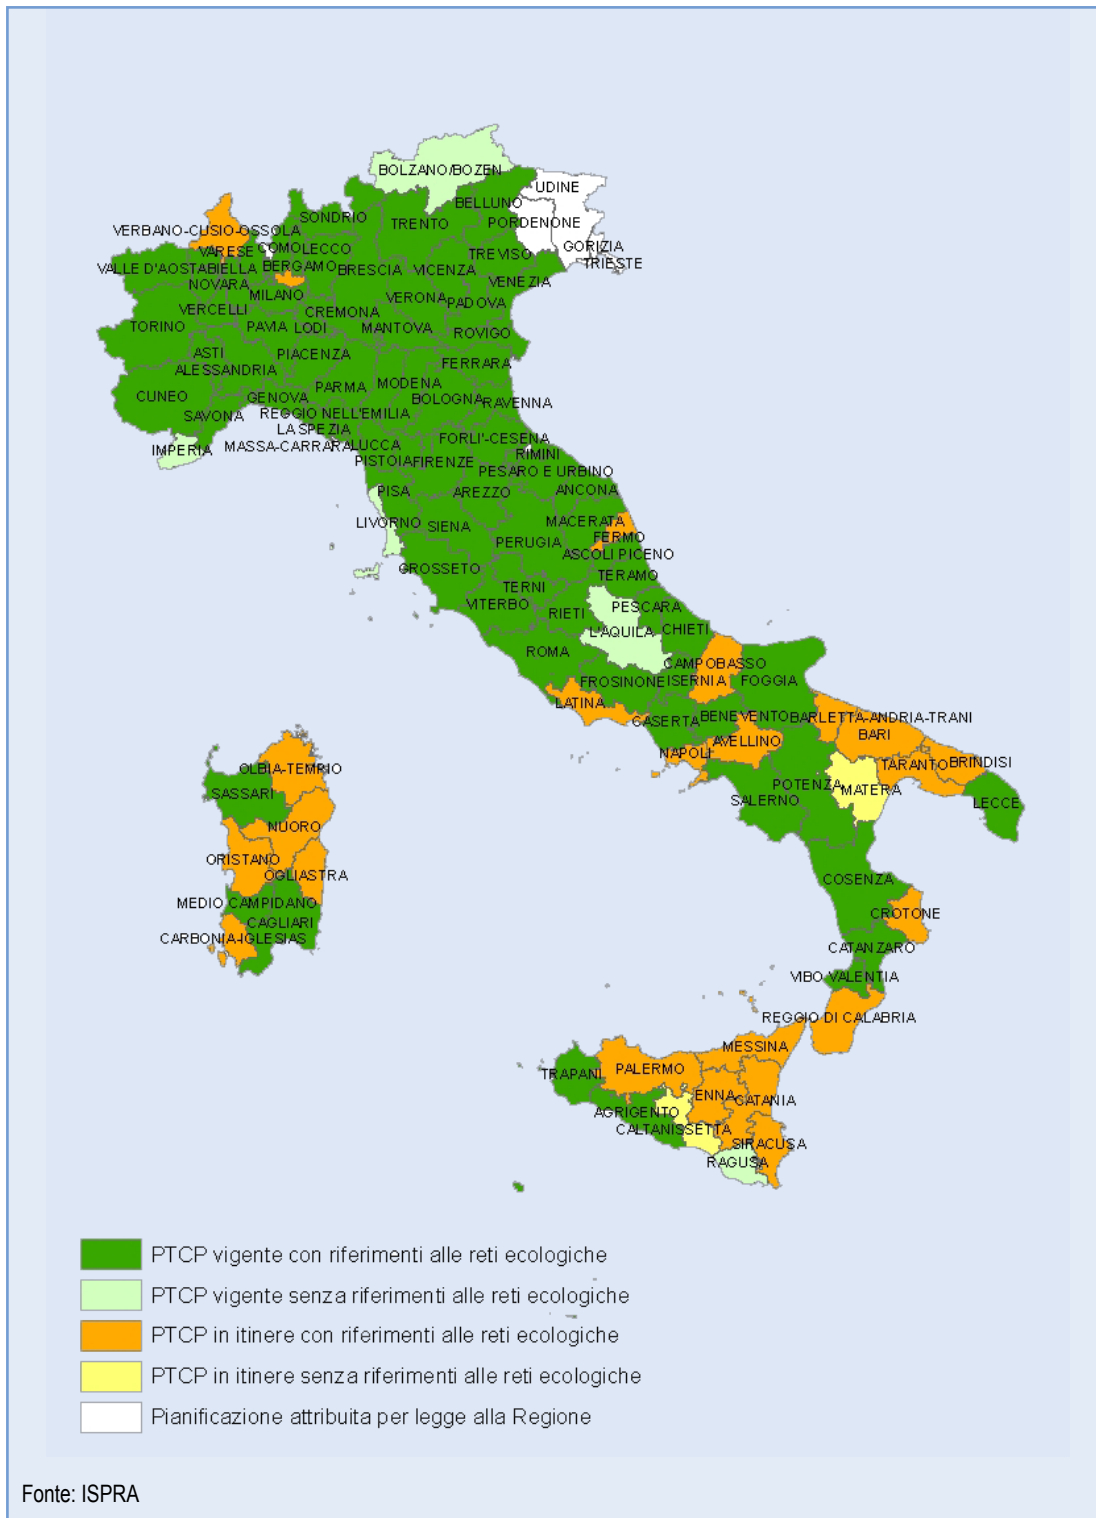 BOLZANO/BOZEN
UDINE
BELLUNO
SONDRIO
TRENTO
PORDENONE
VERBANO-CUSIO-OSSOLA
GORIZIA
VARESE
COMO
LECCO
TREVISO
TRIESTE
VALLE D'AOSTA
BIELLA
BERGAMO
BRESCIA
VICENZA
NOVARA
MILANO
VENEZIA
VERONA
PADOVA
VERCELLI
CREMONA
TORINO
PAVIA
LODI
MANTOVA
ROVIGO
ASTI
PIACENZA
ALESSANDRIA
FERRARA
PARMA
MODENA
CUNEO
GENOVA
BOLOGNA
RAVENNA
SAVONA
REGGIO NELL'EMILIA
LA SPEZIA
FORLI'-CESENA
IMPERIA
MASSA-CARRARA
LUCCA
RIMINI
PISTOIA
FIRENZE
PESARO E URBINO
PISA
AREZZO
ANCONA
LIVORNO
SIENA
MACERATA
PERUGIA
FERMO
ASCOLI PICENO
GROSSETO
TERAMO
TERNI
VITERBO
RIETI
PESCARA
L'AQUILA
CHIETI
ROMA
CAMPOBASSO
FROSINONE
ISERNIA
FOGGIA
LATINA
CASERTA
BENEVENTO
BARLETTA-ANDRIA-TRANI
BARI
NAPOLI
AVELLINO
TARANTO
BRINDISI
OLBIA-TEMPIO
POTENZA
MATERA
SASSARI
SALERNO
LECCE
NUORO
ORISTANO
OGLIASTRA
COSENZA
MEDIO CAMPIDANO
CROTONE
CAGLIARI
CARBONIA-IGLESIAS
CATANZARO
VIBO VALENTIA
REGGIO DI CALABRIA
MESSINA
TRAPANI
PALERMO
ENNA
CATANIA
AGRIGENTO
CALTANISSETTA
SIRACUSA
RAGUSA
PTCP vigente con riferimenti alle reti ecologiche
PTCP vigente senza riferimenti alle reti ecologiche
PTCP in itinere con riferimenti alle reti ecologiche
PTCP in itinere senza riferimenti alle reti ecologiche
Pianificazione attribuita per legge alla Regione
Fonte: ISPRA